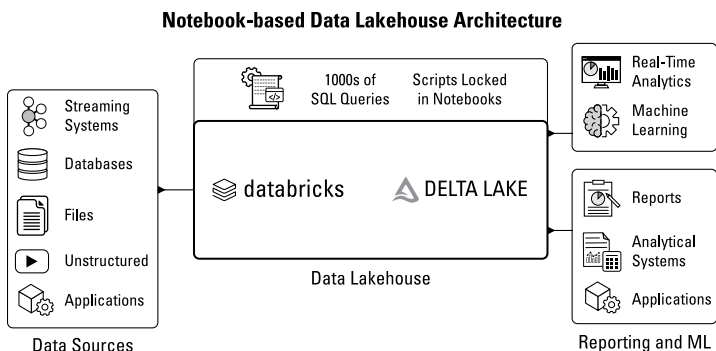 Notebook-based Data Lakehouse Architecture
Streaming
Systems
Databases
Files
Unstructured
Applications
Data Sources
1000s of
SQL Queries
Scripts Locked
in Notebooks
databricks
DELTA LAKE
Data Lakehouse
Real-Time
Analytics
Machine
Learning
Reports
Analytical
Systems
Applications
Reporting and ML